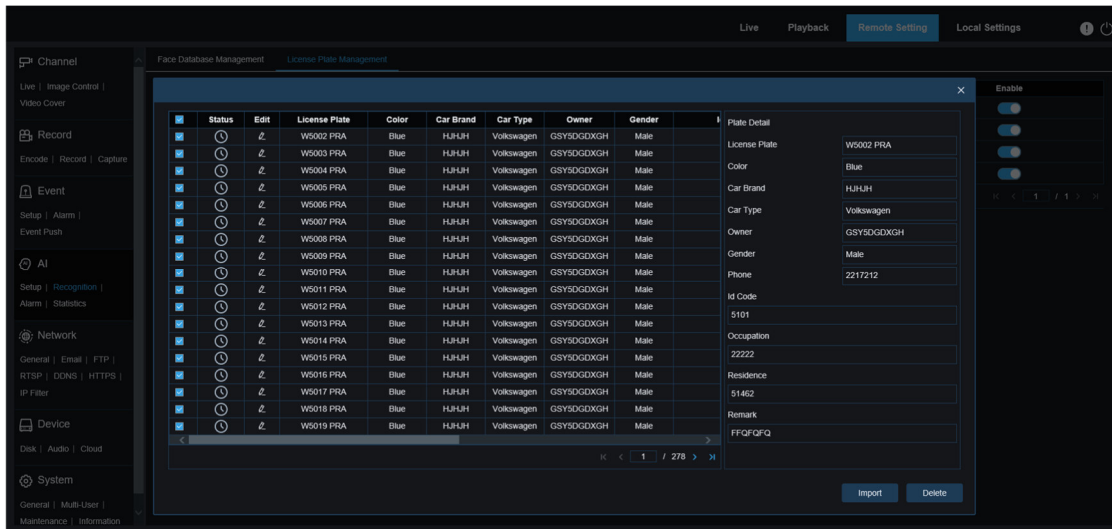 Live Playback Remote Setting Local Settings
Channel
Live | Image Control |
Video Cover
Record
Encode | Record | Capture
Event
Setup | Alarm |
Event Push
AI
Setup | Recognition |
Alarm | Statistics
Network
General | Email | FTP |
RTSP | DDNS | HTTPS |
IP Filter
Device
Disk | Audio | Cloud
System
General | Multi-User |
Maintenance | Information
Face Database Management License Plate Management
Enable
1 / 1
Status Edit License Plate Color Car Brand Car Type Owner Gender
W5002 PRA Blue HJHJH Volkswagen GSY5DGDXGH Male
W5003 PRA Blue HJHJH Volkswagen GSY5DGDXGH Male
W5004 PRA Blue HJHJH Volkswagen GSY5DGDXGH Male
W5005 PRA Blue HJHJH Volkswagen GSY5DGDXGH Male
W5006 PRA Blue HJHJH Volkswagen GSY5DGDXGH Male
W5007 PRA Blue HJHJH Volkswagen GSY5DGDXGH Male
W5008 PRA Blue HJHJH Volkswagen GSY5DGDXGH Male
W5009 PRA Blue HJHJH Volkswagen GSY5DGDXGH Male
W5010 PRA Blue HJHJH Volkswagen GSY5DGDXGH Male
W5011 PRA Blue HJHJH Volkswagen GSY5DGDXGH Male
W5012 PRA Blue HJHJH Volkswagen GSY5DGDXGH Male
W5013 PRA Blue HJHJH Volkswagen GSY5DGDXGH Male
W5014 PRA Blue HJHJH Volkswagen GSY5DGDXGH Male
W5015 PRA Blue HJHJH Volkswagen GSY5DGDXGH Male
W5016 PRA Blue HJHJH Volkswagen GSY5DGDXGH Male
W5017 PRA Blue HJHJH Volkswagen GSY5DGDXGH Male
W5018 PRA Blue HJHJH Volkswagen GSY5DGDXGH Male
W5019 PRA Blue HJHJH Volkswagen GSY5DGDXGH Male
1 / 278
Plate Detail
License Plate W5002 PRA
Color Blue
Car Brand HJHJH
Car Type Volkswagen
Owner GSY5DGDXGH
Gender Male
Phone 2217212
Id Code
5101
Occupation
22222
Residence
51462
Remark
FFQFQFQ
Import Delete